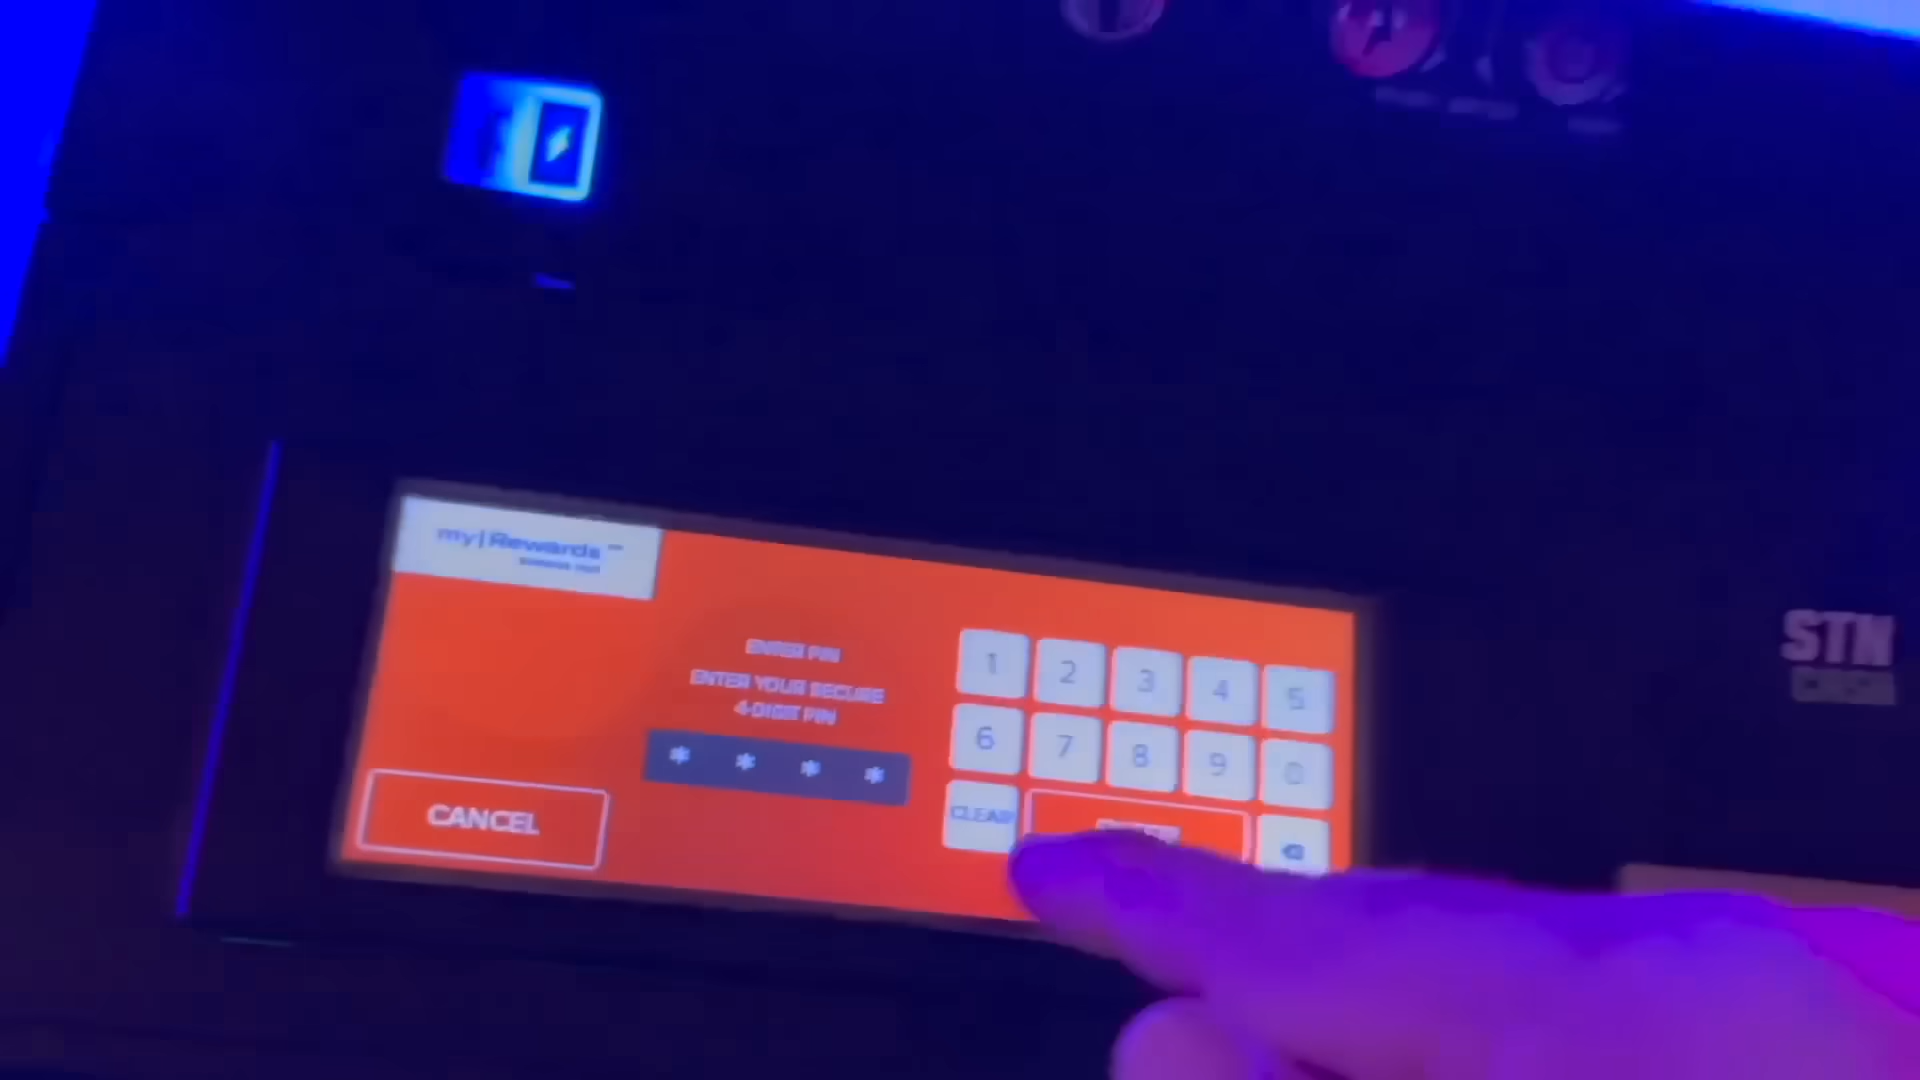 my|Rewards
ENTER PIN
ENTER YOUR SECURE
4-DIGIT PIN
* * * *
1 2 3 4 5
6 7 8 9 0
CLEAR
CANCEL
STN